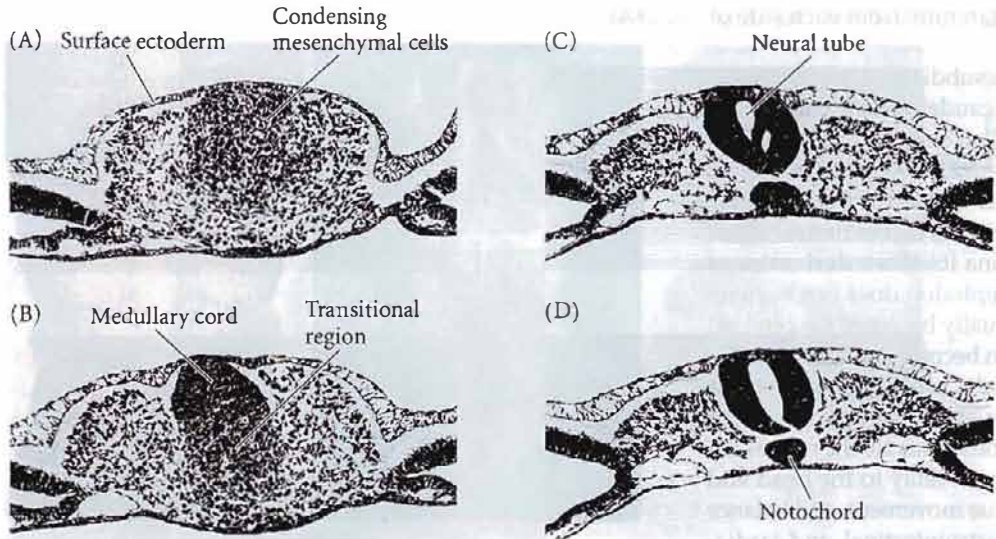 (A)
Surface ectoderm
Condensing
mesenchymal cells
(C)
Neural tube
(B)
Medullary cord
Transitional
region
(D)
Notochord